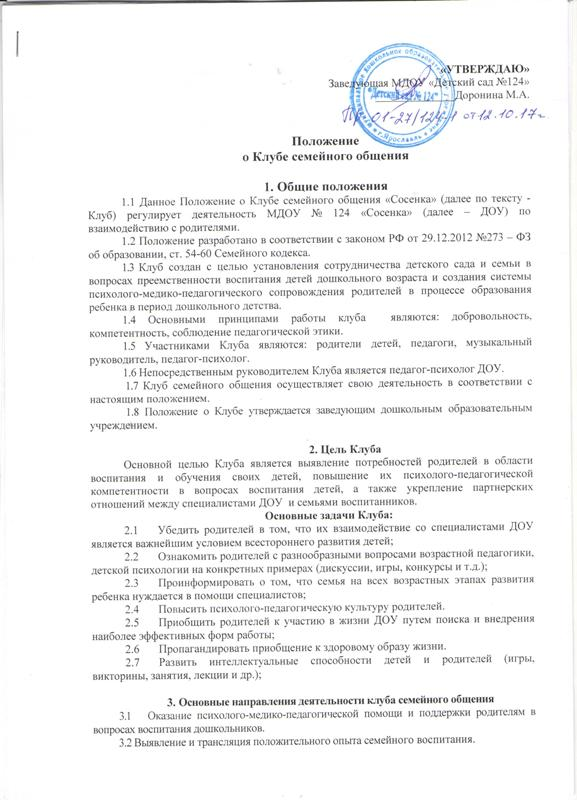 «УТВЕРЖДАЮ»
Заведующая МДОУ «Детский сад №124»
Доронина М.А.
"Детский сад № 124"
Пр. 01-27/124-1 от 12.10.17г.
Положение
о Клубе семейного общения
1. Общие положения
1.1 Данное Положение о Клубе семейного общения «Сосенка» (далее по тексту -
Клуб) регулирует деятельность МДОУ № 124 «Сосенка» (далее – ДОУ) по
взаимодействию с родителями.
1.2 Положение разработано в соответствии с законом РФ от 29.12.2012 №273 – ФЗ
об образовании, ст. 54-60 Семейного кодекса.
1.3 Клуб создан с целью установления сотрудничества детского сада и семьи в
вопросах преемственности воспитания детей дошкольного возраста и создания системы
психолого-медико-педагогического сопровождения родителей в процессе образования
ребенка в период дошкольного детства.
1.4 Основными принципами работы клуба являются: добровольность,
компетентность, соблюдение педагогической этики.
1.5 Участниками Клуба являются: родители детей, педагоги, музыкальный
руководитель, педагог-психолог.
1.6 Непосредственным руководителем Клуба является педагог-психолог ДОУ.
1.7 Клуб семейного общения осуществляет свою деятельность в соответствии с
настоящим положением.
1.8 Положение о Клубе утверждается заведующим дошкольным образовательным
учреждением.
2. Цель Клуба
Основной целью Клуба является выявление потребностей родителей в области
воспитания и обучения своих детей, повышение их психолого-педагогической
компетентности в вопросах воспитания детей, а также укрепление партнерских
отношений между специалистами ДОУ и семьями воспитанников.
Основные задачи Клуба:
2.1 Убедить родителей в том, что их взаимодействие со специалистами ДОУ
является важнейшим условием всестороннего развития детей;
2.2 Ознакомить родителей с разнообразными вопросами возрастной педагогики,
детской психологии на конкретных примерах (дискуссии, игры, конкурсы и т.д.);
2.3 Проинформировать о том, что семья на всех возрастных этапах развития
ребенка нуждается в помощи специалистов;
2.4 Повысить психолого-педагогическую культуру родителей.
2.5 Приобщить родителей к участию в жизни ДОУ путем поиска и внедрения
наиболее эффективных форм работы;
2.6 Пропагандировать приобщение к здоровому образу жизни.
2.7 Развить интеллектуальные способности детей и родителей (игры,
викторины, занятия, лекции и др.);
3. Основные направления деятельности клуба семейного общения
3.1 Оказание психолого-медико-педагогической помощи и поддержки родителям в
вопросах воспитания дошкольников.
3.2 Выявление и трансляция положительного опыта семейного воспитания.